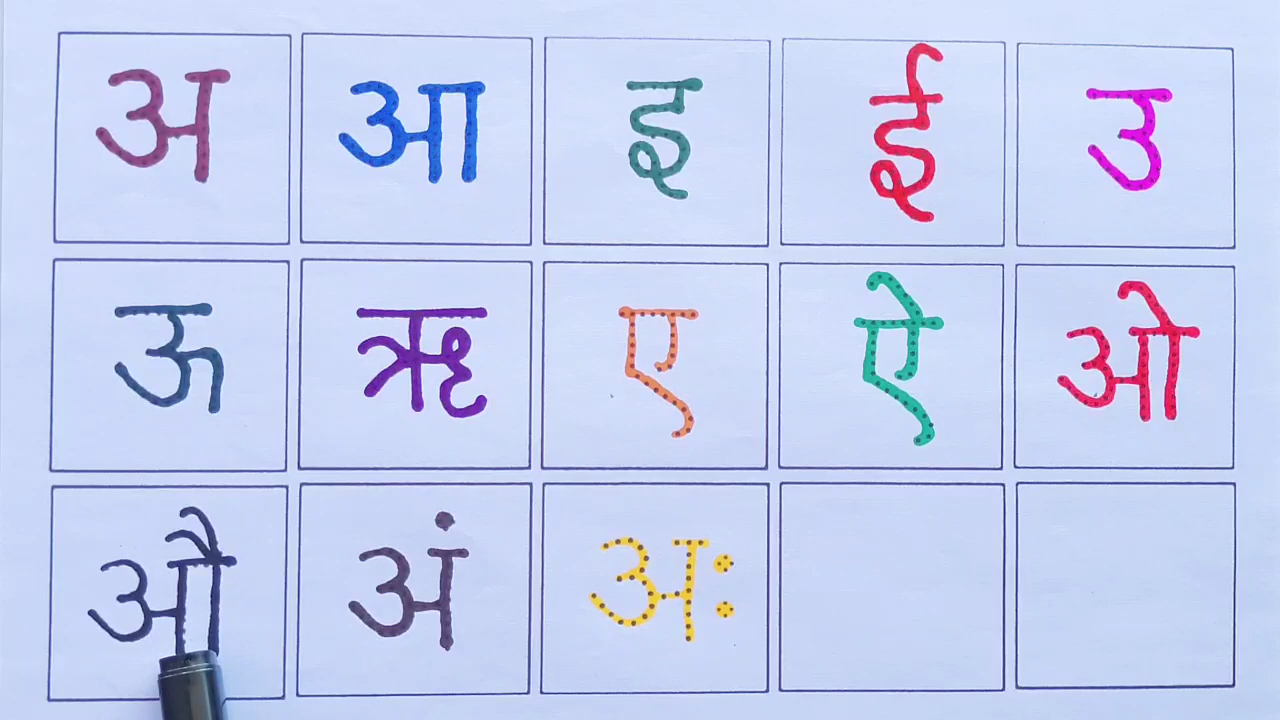 अ आ इ ई उ
ऊ ऋ ए ऐ ओ
औ अं अः